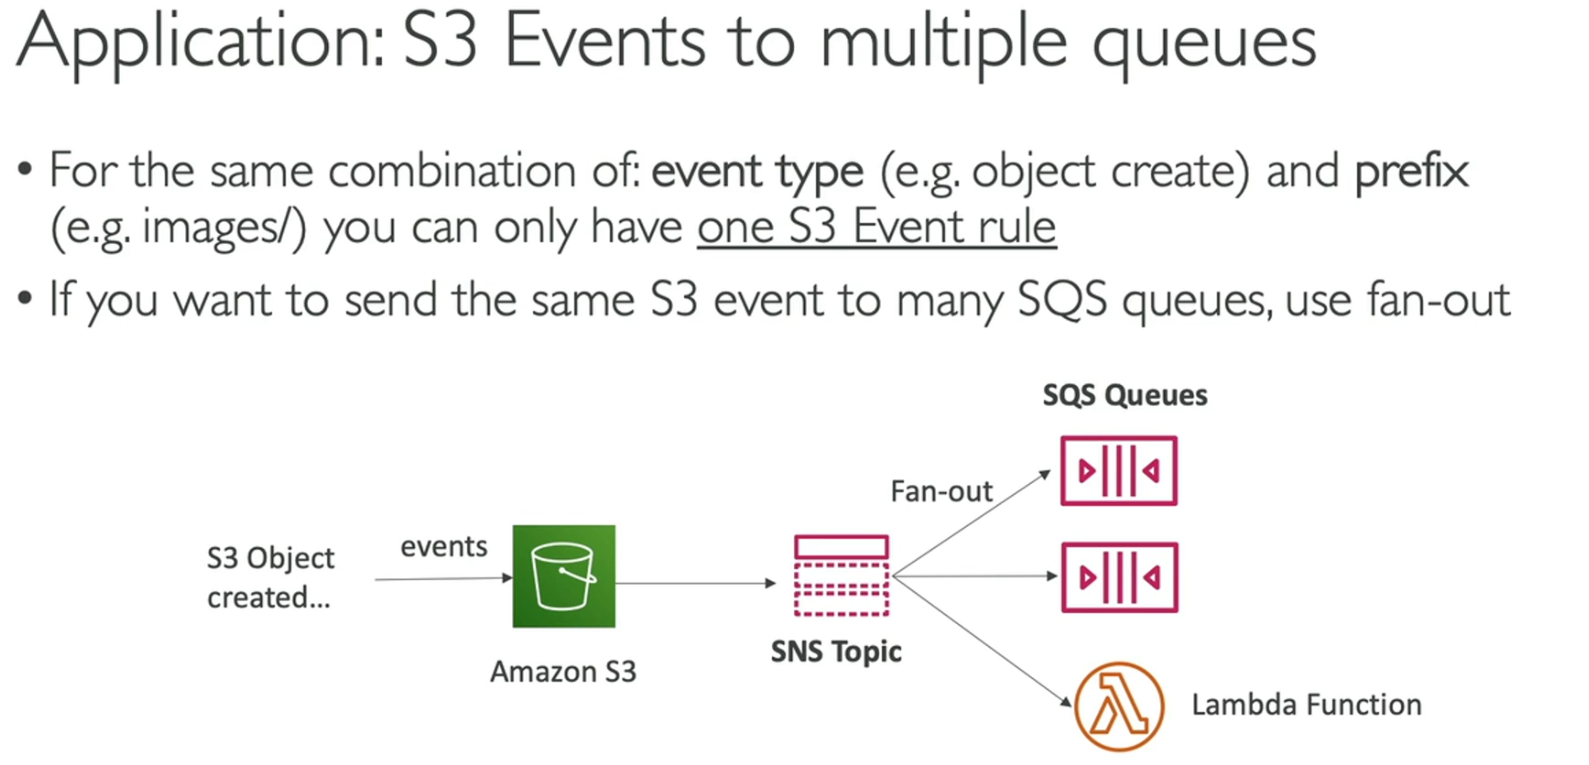 Application: S3 Events to multiple queues
• For the same combination of: event type (e.g. object create) and prefix
(e.g. images/) you can only have one S3 Event rule
• If you want to send the same S3 event to many SQS queues, use fan-out
SQS Queues
Fan-out
S3 Object
created...
events
Amazon S3
SNS Topic
Lambda Function